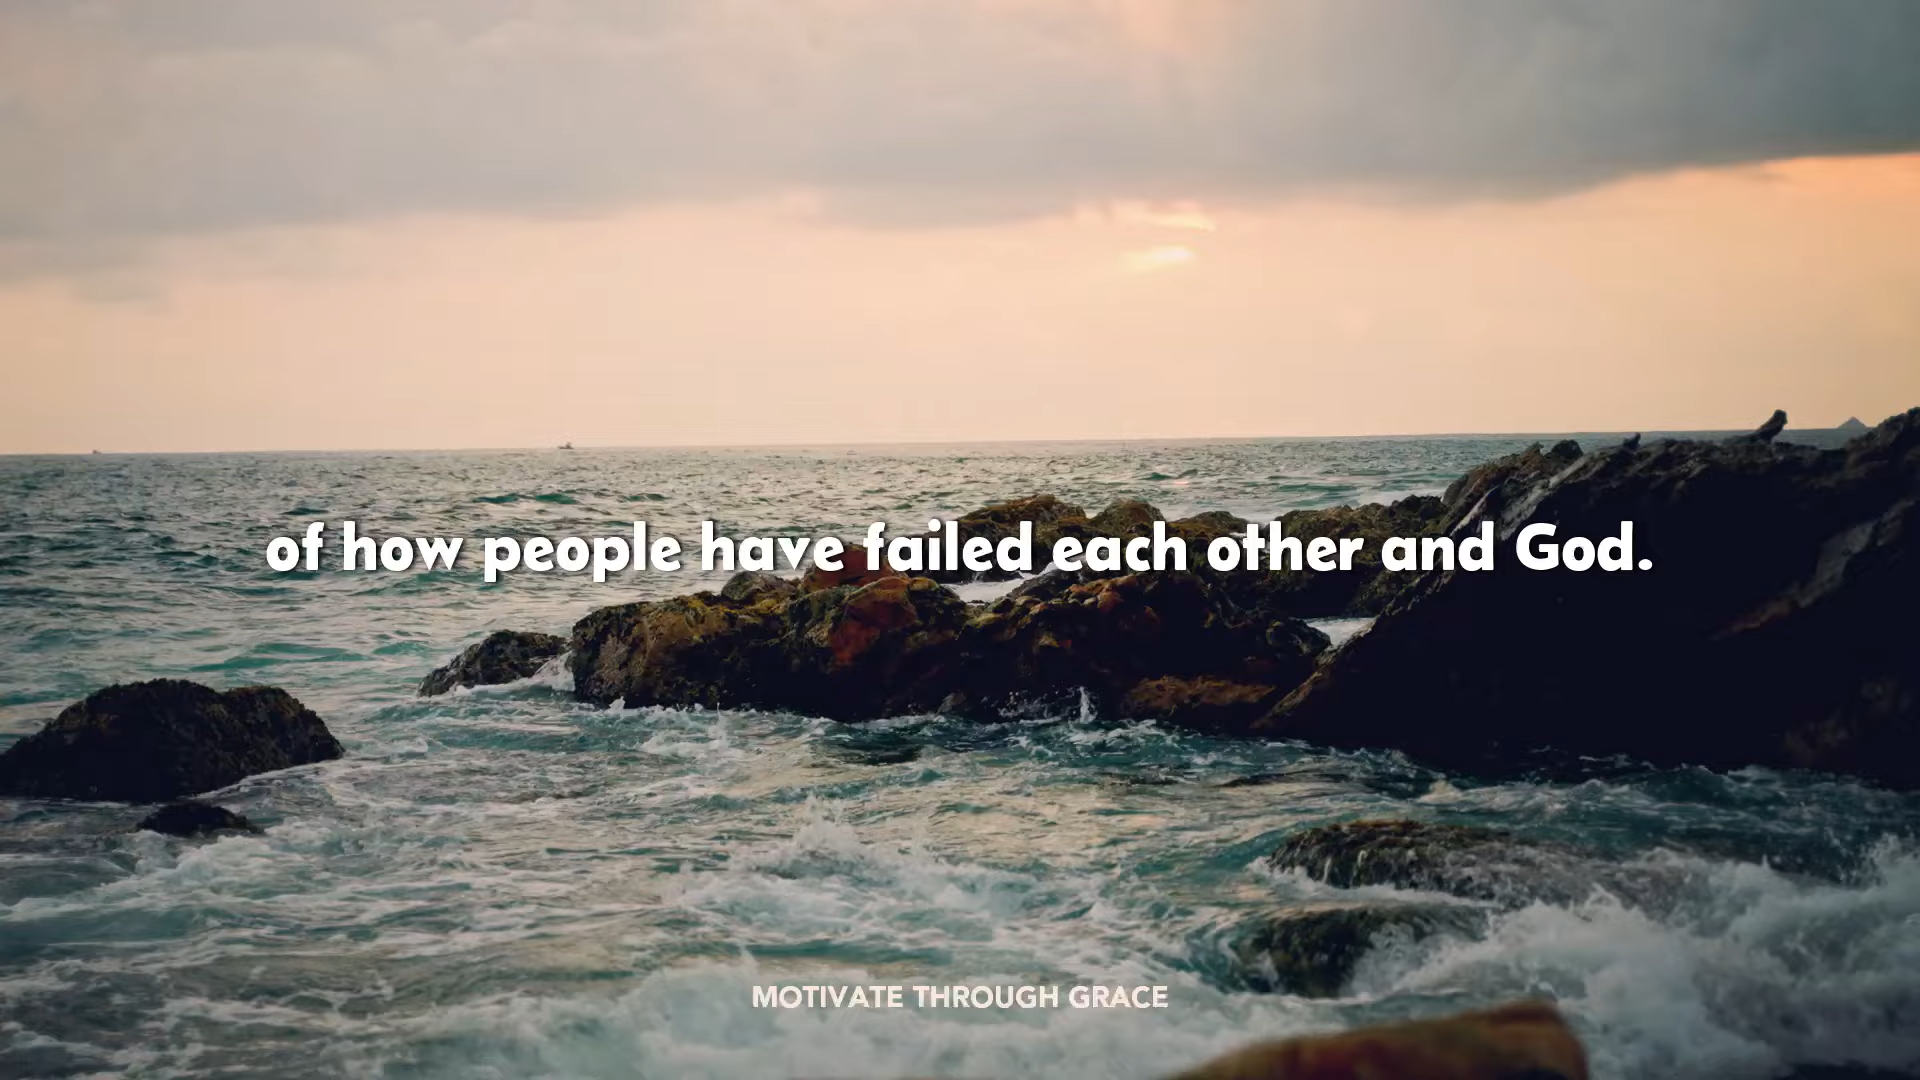 of how people have failed each other and God.
MOTIVATE THROUGH GRACE